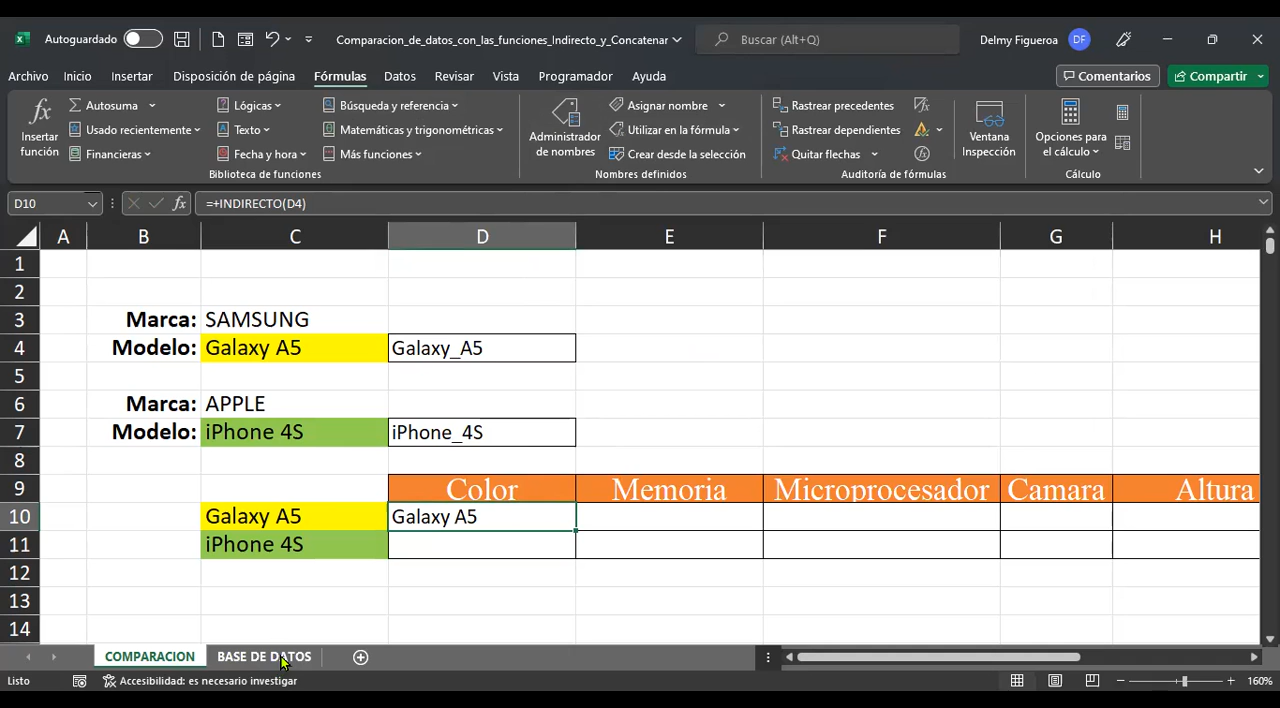 Autoguardado Comparacion_de_datos_con_las_funciones_Indirecto_y_Concatenar Buscar (Alt+Q) Delmy Figueroa DF
Archivo Inicio Insertar Disposición de página Fórmulas Datos Revisar Vista Programador Ayuda Comentarios Compartir
Insertar función
Autosuma
Usado recientemente
Financieras
Lógicas
Texto
Fecha y hora
Búsqueda y referencia
Matemáticas y trigonométricas
Más funciones
Biblioteca de funciones
Administrador de nombres
Asignar nombre
Utilizar en la fórmula
Crear desde la selección
Nombres definidos
Rastrear precedentes
Rastrear dependientes
Quitar flechas
Auditoría de fórmulas
Ventana Inspección
Opciones para el cálculo
Cálculo
D10 fx =+INDIRECTO(D4)
A B C D E F G H
1
2
3 Marca: SAMSUNG
4 Modelo: Galaxy A5 Galaxy_A5
5
6 Marca: APPLE
7 Modelo: iPhone 4S iPhone_4S
8
9 Color Memoria Microprocesador Camara Altura
10 Galaxy A5 Galaxy A5
11 iPhone 4S
12
13
14
COMPARACION BASE DE DATOS
Listo Accesibilidad: es necesario investigar 160%